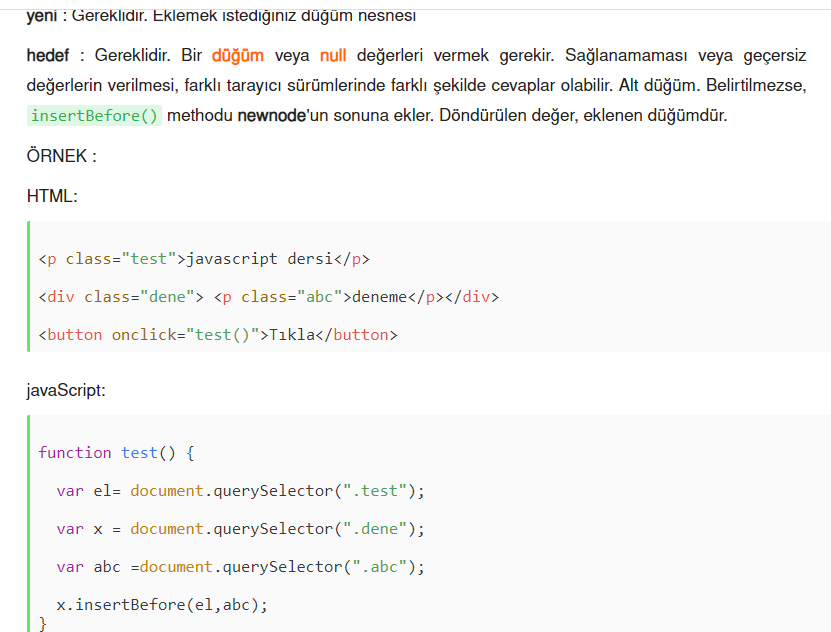 yeni : Gereklidir. Eklemek istediğiniz düğüm nesnesi
hedef : Gereklidir. Bir düğüm veya null değerleri vermek gerekir. Sağlanamaması veya geçersiz
değerlerin verilmesi, farklı tarayıcı sürümlerinde farklı şekilde cevaplar olabilir. Alt düğüm. Belirtilmezse,
insertBefore() methodu newnode'un sonuna ekler. Döndürülen değer, eklenen düğümdür.
ÖRNEK :
HTML:
<p class="test">javascript dersi</p>
<div class="dene"> <p class="abc">deneme</p></div>
<button onclick="test()">Tıkla</button>
javaScript:
function test() {
  var el= document.querySelector(".test");
  var x = document.querySelector(".dene");
  var abc =document.querySelector(".abc");
  x.insertBefore(el,abc);
}